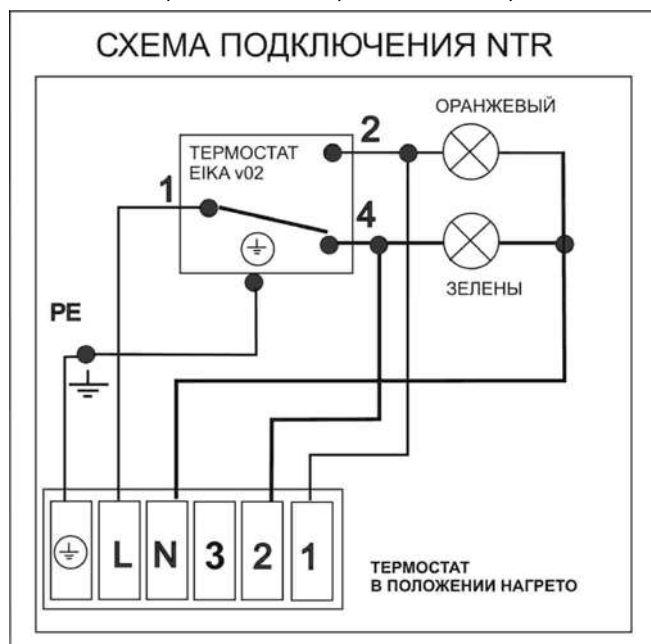 СХЕМА ПОДКЛЮЧЕНИЯ NTR
ОРАНЖЕВЫЙ
2
ТЕРМОСТАТ
EIKA v02
1
4
ЗЕЛЕНЫ
PE
L N 3 2 1
ТЕРМОСТАТ
В ПОЛОЖЕНИИ НАГРЕТО